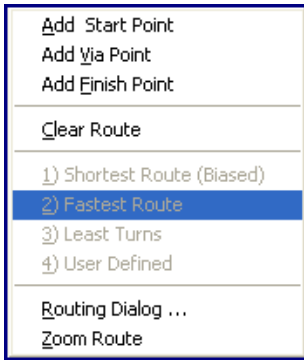 Add Start Point
Add Via Point
Add Finish Point
Clear Route
1) Shortest Route (Biased)
2) Fastest Route
3) Least Turns
4) User Defined
Routing Dialog ...
Zoom Route